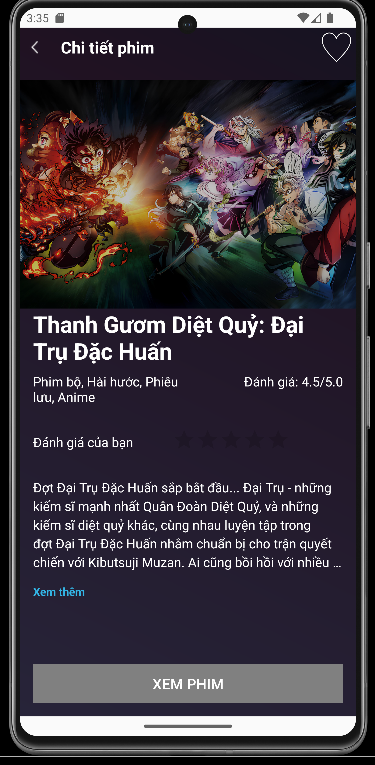 3:35
Chi tiết phim
Thanh Gươm Diệt Quỷ: Đại
Trụ Đặc Huấn
Phim bộ, Hài hước, Phiêu
lưu, Anime
Đánh giá: 4.5/5.0
Đánh giá của bạn
Đợt Đại Trụ Đặc Huấn sắp bắt đầu... Đại Trụ - những
kiếm sĩ mạnh nhất Quân Đoàn Diệt Quỷ, và những
kiếm sĩ diệt quỷ khác, cùng nhau luyện tập trong
đợt Đại Trụ Đặc Huấn nhằm chuẩn bị cho trận quyết
chiến với Kibutsuji Muzan. Ai cũng bồi hồi với nhiều ...
Xem thêm
XEM PHIM